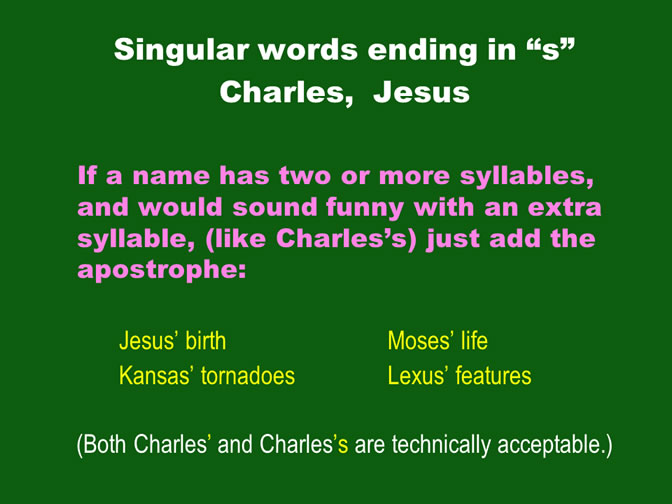 Singular words ending in “s”
Charles,  Jesus
If a name has two or more syllables,
and would sound funny with an extra
syllable, (like Charles’s) just add the
apostrophe:
Jesus’ birth
Moses’ life
Kansas’ tornadoes
Lexus’ features
(Both Charles’ and Charles’s are technically acceptable.)